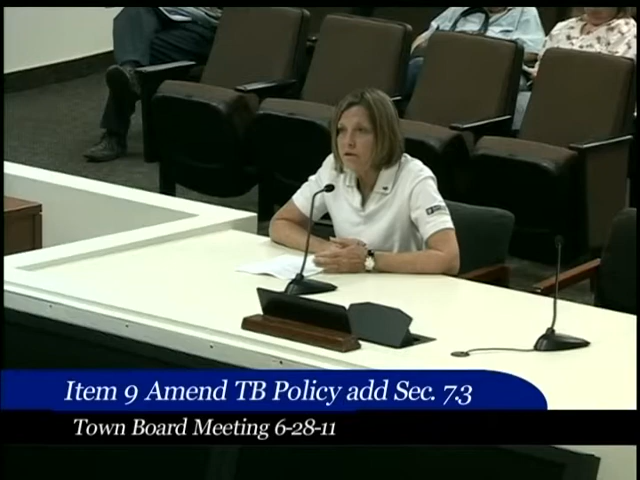 Item 9 Amend TB Policy add Sec. 7.3
Town Board Meeting 6-28-11